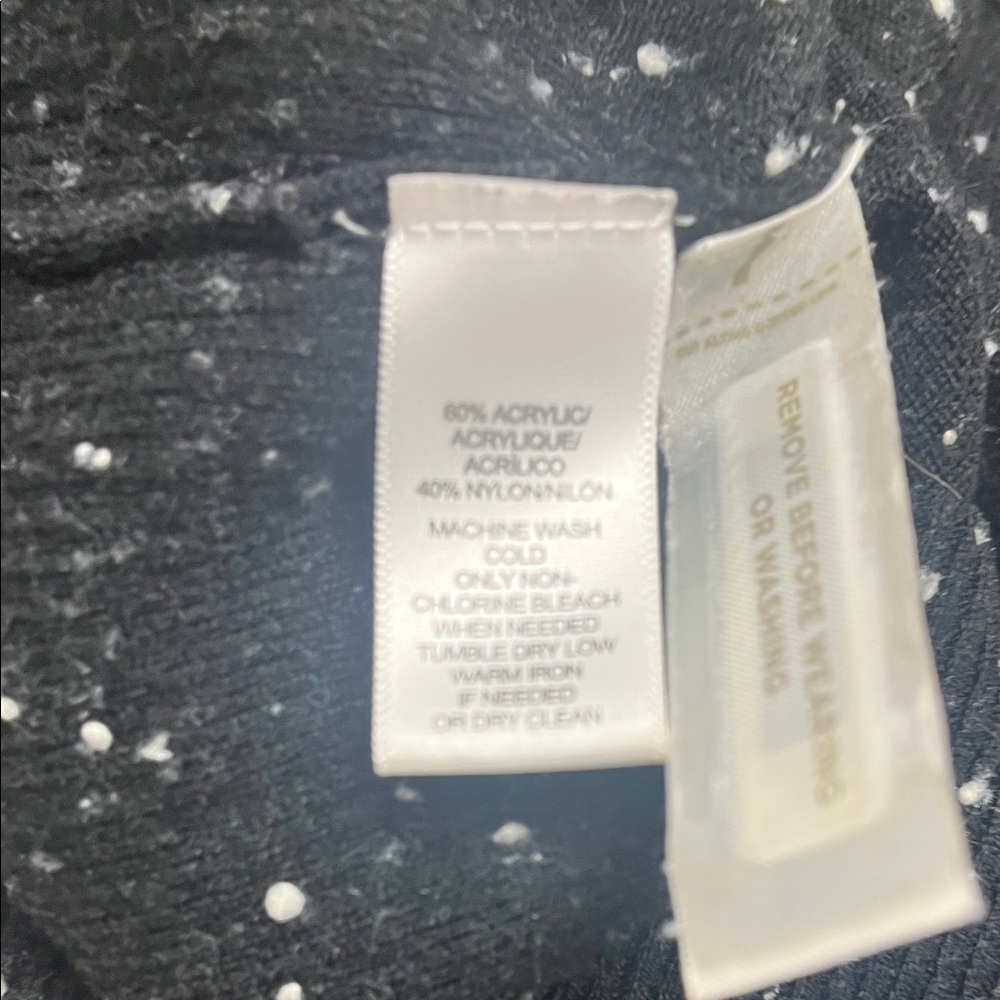 60% ACRYLIC/
ACRYLIQUE/
ACRÍLICO
40% NYLON/NILÓN
MACHINE WASH
COLD
ONLY NON-
CHLORINE BLEACH
WHEN NEEDED
TUMBLE DRY LOW
WARM IRON
IF NEEDED
OR DRY CLEAN
REMOVE BEFORE WEARING
OR WASHING